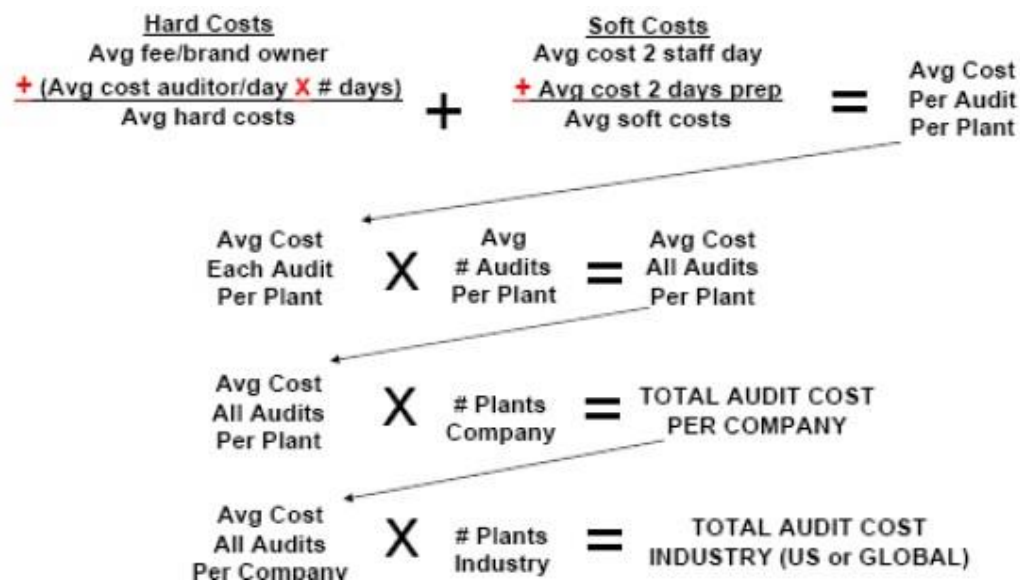 Hard Costs
Avg fee/brand owner
+ (Avg cost auditor/day X # days)
Avg hard costs
+
Soft Costs
Avg cost 2 staff day
+ Avg cost 2 days prep
Avg soft costs
=
Avg Cost
Per Audit
Per Plant
Avg Cost
Each Audit
Per Plant
X
Avg
# Audits
Per Plant
=
Avg Cost
All Audits
Per Plant
Avg Cost
All Audits
Per Plant
X
# Plants
Company
=
TOTAL AUDIT COST
PER COMPANY
Avg Cost
All Audits
Per Company
X
# Plants
Industry
=
TOTAL AUDIT COST
INDUSTRY (US or GLOBAL)